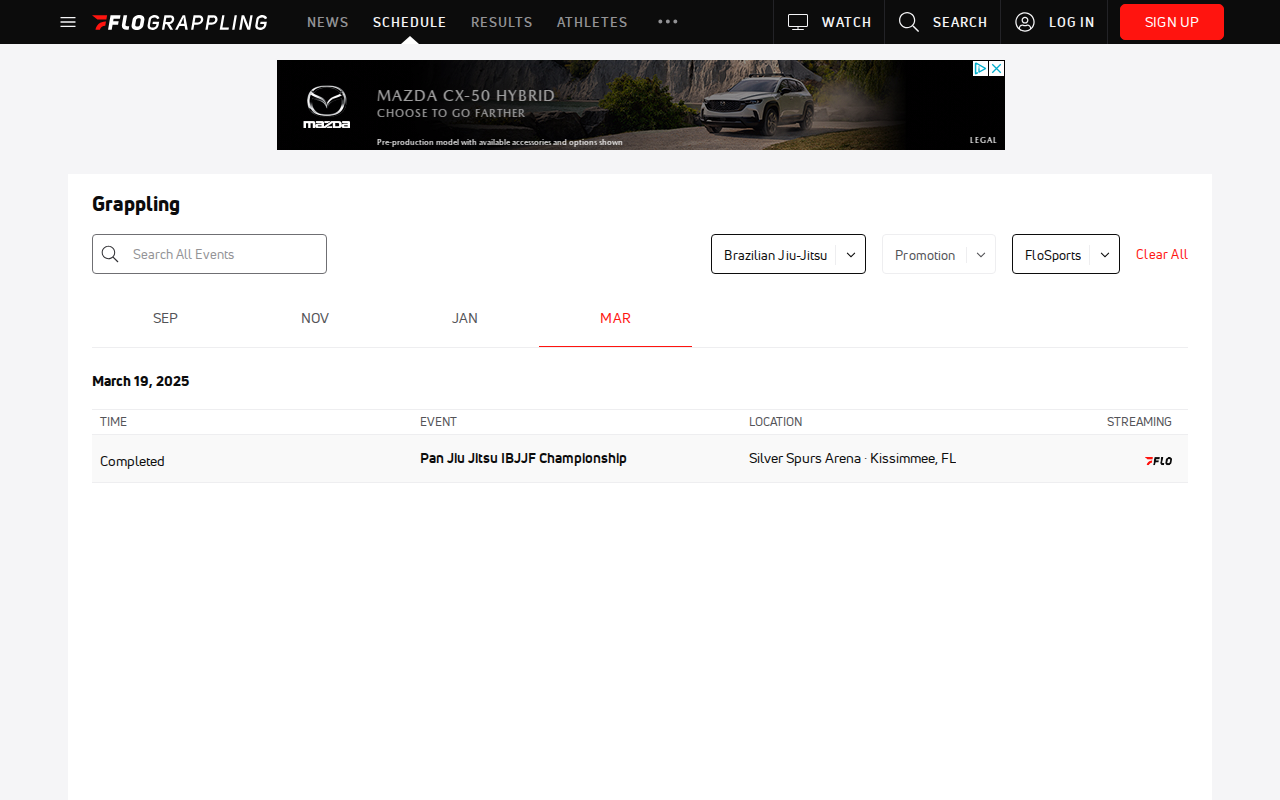 FLOGRAPPLING NEWS SCHEDULE RESULTS ATHLETES ••• WATCH SEARCH LOG IN SIGN UP
MAZDA CX-50 HYBRID
CHOOSE TO GO FARTHER
mazda
Pre-production model with available accessories and options shown
LEGAL
Grappling
Search All Events
Brazilian Jiu-Jitsu
Promotion
FloSports
Clear All
SEP NOV JAN MAR
March 19, 2025
TIME EVENT LOCATION STREAMING
Completed Pan Jiu Jitsu IBJJF Championship Silver Spurs Arena · Kissimmee, FL FLO